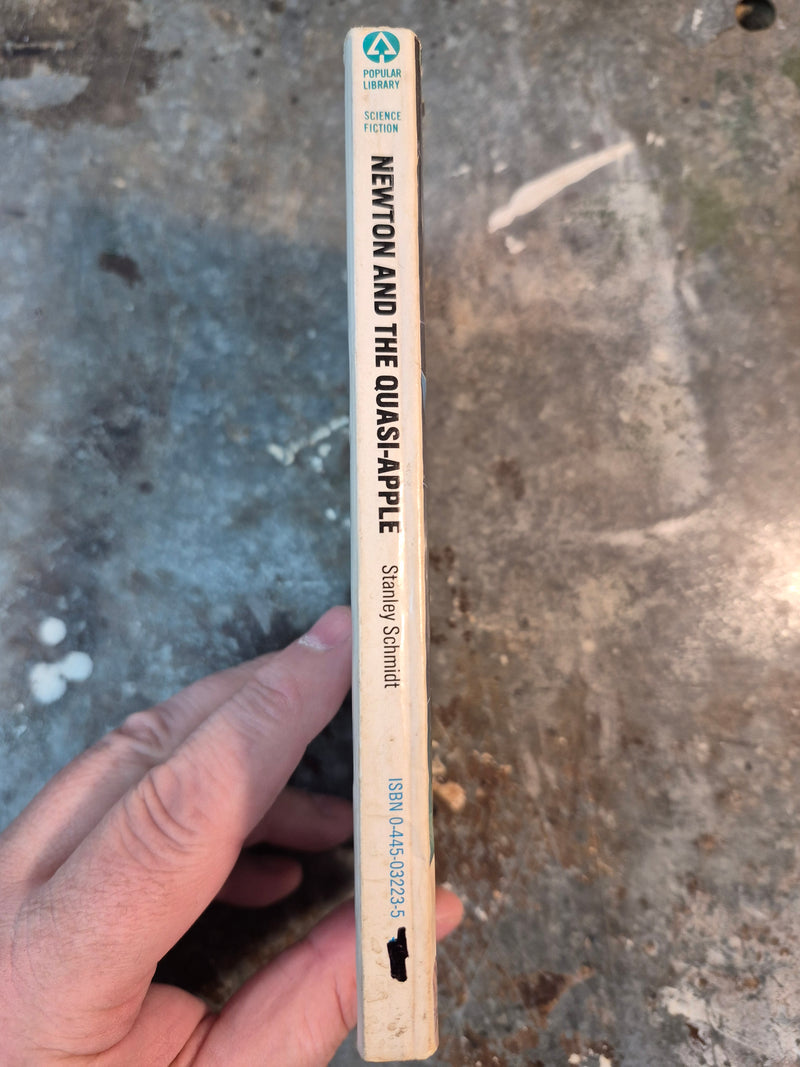 POPULAR
LIBRARY
SCIENCE
FICTION
NEWTON AND THE QUASI-APPLE
Stanley Schmidt
ISBN 0-445-03223-5